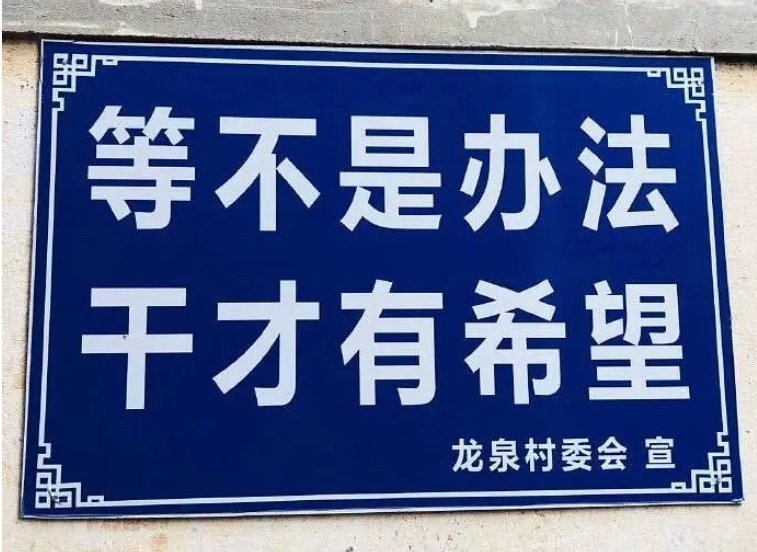 等不是办法
干才有希望
龙泉村委会 宣